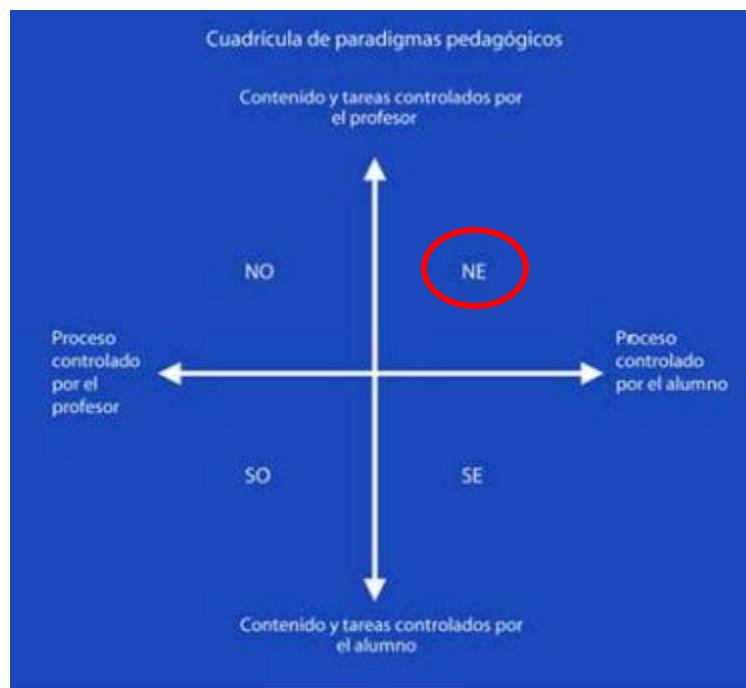 Cuadrícula de paradigmas pedagógicos
Contenido y tareas controlados por
el profesor
NO
NE
Proceso
controlado
por el
profesor
Proceso
controlado
por el alumno
SO
SE
Contenido y tareas controlados por
el alumno